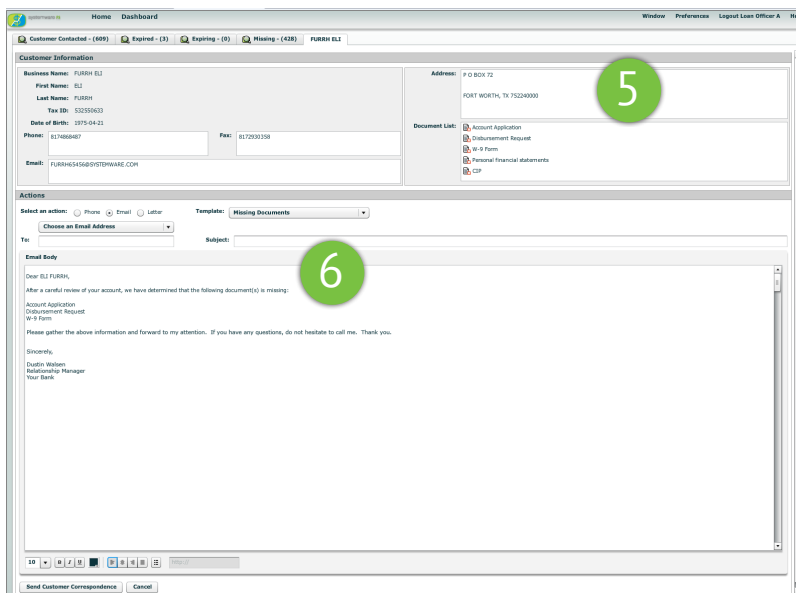 systemware iQ Home Dashboard Window Preferences Logout Loan Officer A
Customer Contacted - (609) Expired - (3) Expiring - (0) Missing - (428) FURRH ELI
Customer Information
Business Name: FURRH ELI
First Name: ELI
Last Name: FURRH
Tax ID: 532550633
Date of Birth: 1975-04-21
Phone: 8174868487 Fax: 8172930358
Email: FURRH65456@SYSTEMWARE.COM
Address: P O BOX 72
FORT WORTH, TX 752240000
5
Document List: Account Application
Disbursement Request
W-9 Form
Personal financial statements
CIP
Actions
Select an action: Phone Email Letter Template: Missing Documents
Choose an Email Address
To: Subject:
6
Email Body
Dear ELI FURRH,
After a careful review of your account, we have determined that the following document(s) is missing:
Account Application
Disbursement Request
W-9 Form
Please gather the above information and forward to my attention. If you have any questions, do not hesitate to call me. Thank you.
Sincerely,
Dustin Walsen
Relationship Manager
Your Bank
10 B I U http://
Send Customer Correspondence Cancel